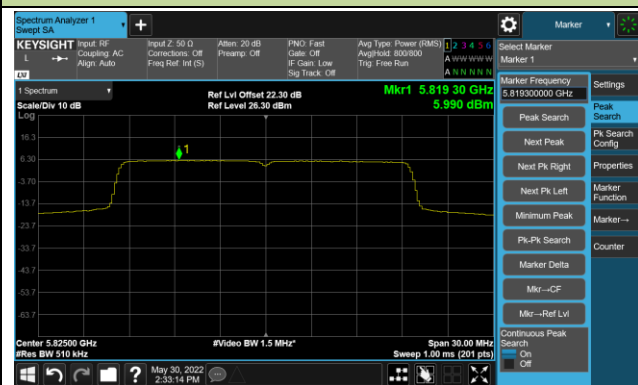 Spectrum Analyzer 1
Swept SA
Marker
KEYSIGHT
Input: RF
Coupling: AC
Align: Auto
Input Z: 50 Ω
Corrections: Off
Freq Ref: Int (S)
Atten: 20 dB
Preamp: Off
PNO: Fast
Gate: Off
IF Gain: Low
Sig Track: Off
Avg Type: Power (RMS)
Avg|Hold: 800/800
Trig: Free Run
1 2 3 4 5 6
A W W W W W
A N N N N N
L
LXI
Select Marker
Marker 1
1 Spectrum
Scale/Div 10 dB
Log
Ref Lvl Offset 22.30 dB
Ref Level 26.30 dBm
Mkr1 5.819 30 GHz
5.990 dBm
Marker Frequency
5.819300000 GHz
Peak Search
Next Peak
Next Pk Right
Next Pk Left
Minimum Peak
Pk-Pk Search
Marker Delta
Mkr→CF
Mkr→Ref Lvl
Continuous Peak
Search
On
Off
Settings
Peak
Search
Pk Search
Config
Properties
Marker
Function
Marker→
Counter
16.3
6.30
-3.70
-13.7
-23.7
-33.7
-43.7
-53.7
-63.7
1
Center 5.82500 GHz
#Res BW 510 kHz
#Video BW 1.5 MHz*
Span 30.00 MHz
Sweep 1.00 ms (201 pts)
May 30, 2022
2:33:14 PM